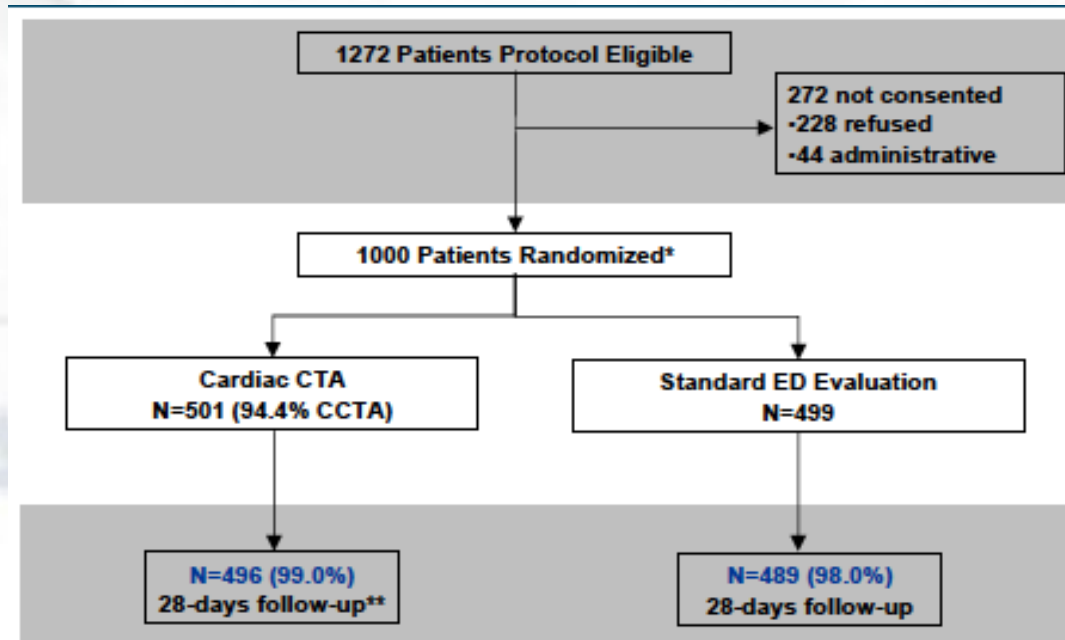 1272 Patients Protocol Eligible
272 not consented
▪228 refused
▪44 administrative
1000 Patients Randomized*
Cardiac CTA
N=501 (94.4% CCTA)
Standard ED Evaluation
N=499
N=496 (99.0%)
28-days follow-up**
N=489 (98.0%)
28-days follow-up